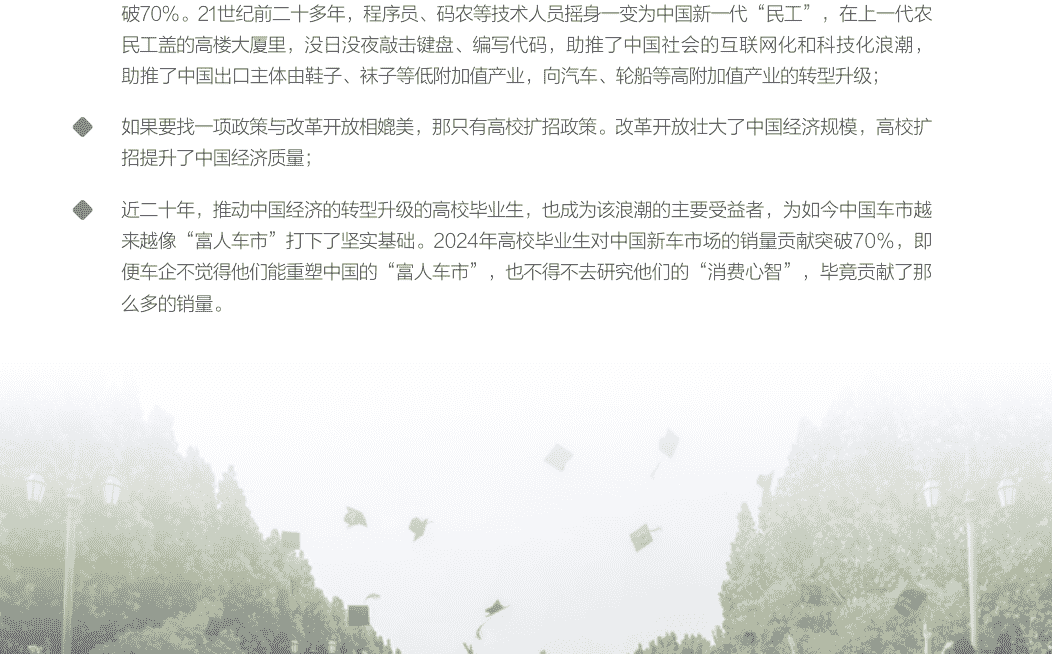 破70%。21世纪前二十多年，程序员、码农等技术人员摇身一变为中国新一代“民工”，在上一代农
民工盖的高楼大厦里，没日没夜敲击键盘、编写代码，助推了中国社会的互联网化和科技化浪潮，
助推了中国出口主体由鞋子、袜子等低附加值产业，向汽车、轮船等高附加值产业的转型升级；
如果要找一项政策与改革开放相媲美，那只有高校扩招政策。改革开放壮大了中国经济规模，高校扩
招提升了中国经济质量；
近二十年，推动中国经济的转型升级的高校毕业生，也成为该浪潮的主要受益者，为如今中国车市越
来越像“富人车市”打下了坚实基础。2024年高校毕业生对中国新车市场的销量贡献突破70%，即
便车企不觉得他们能重塑中国的“富人车市”，也不得不去研究他们的“消费心智”，毕竟贡献了那
么多的销量。